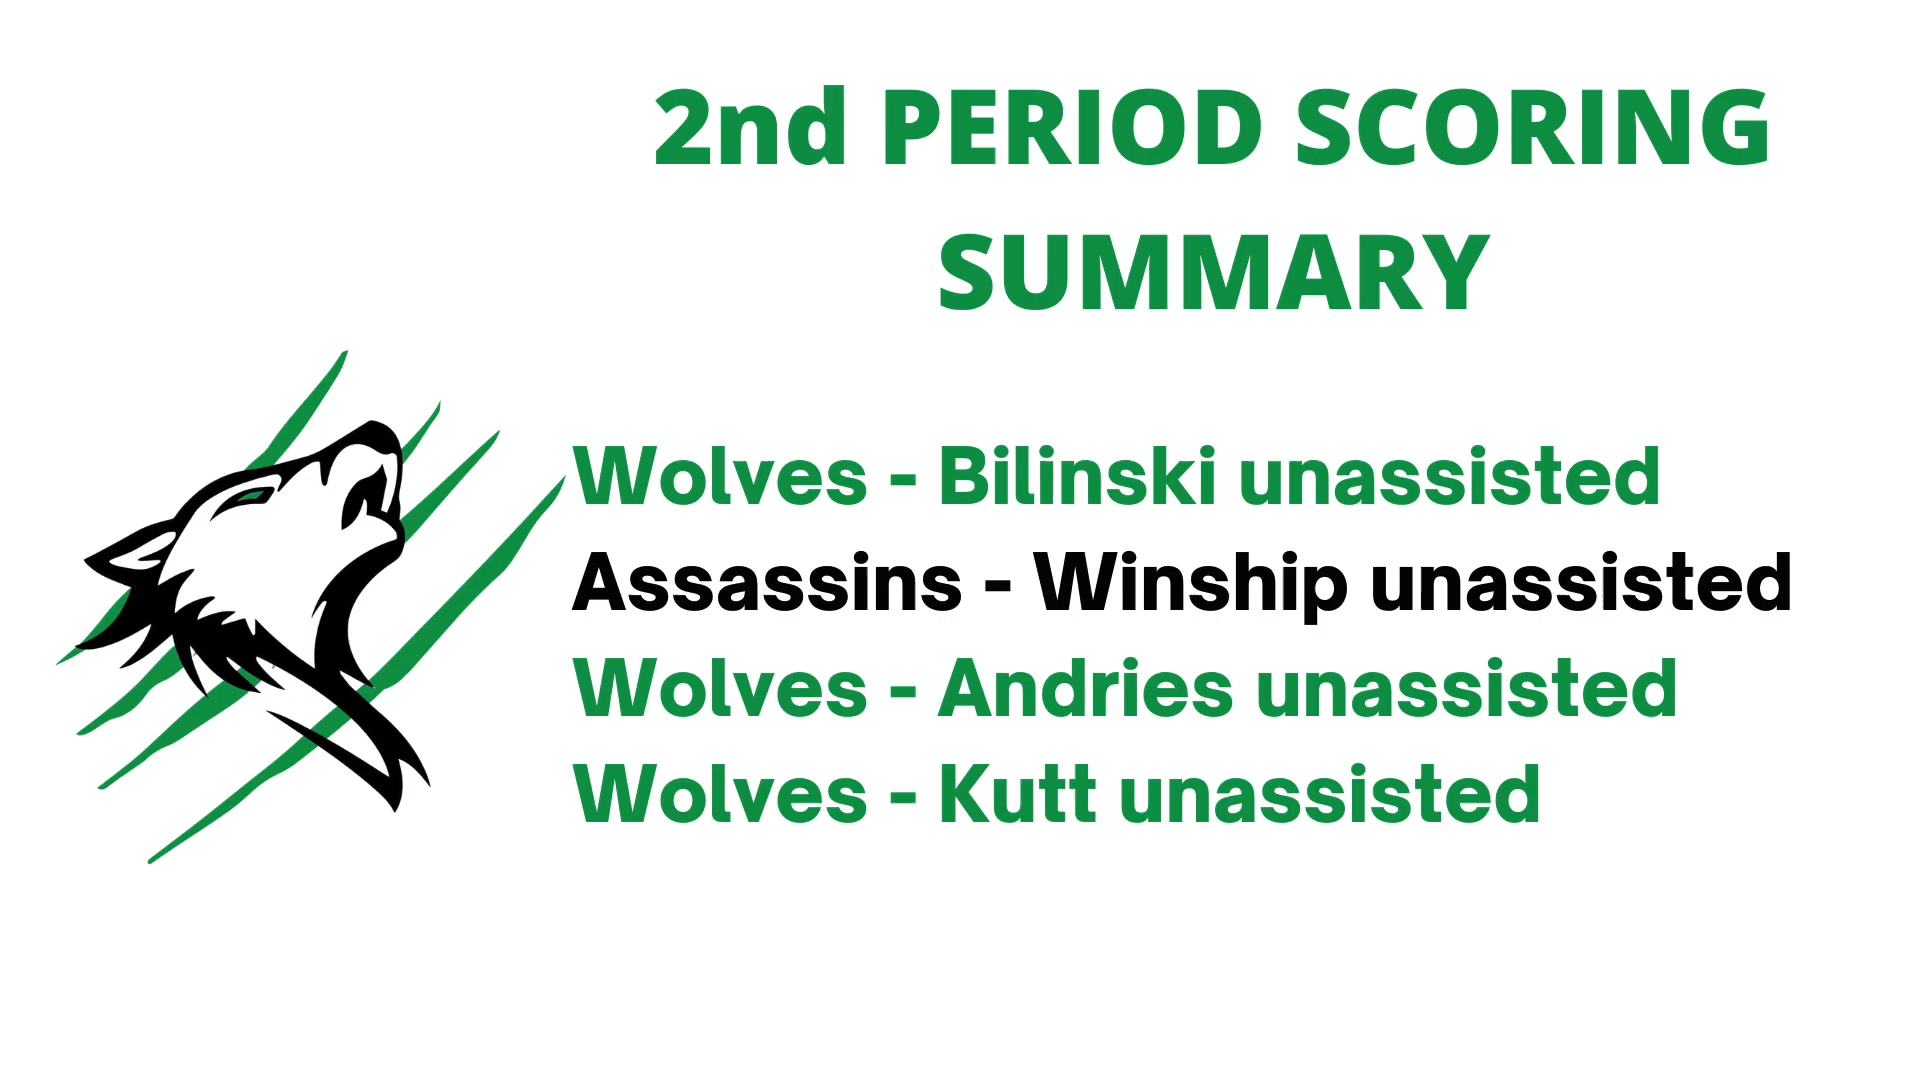 2nd PERIOD SCORING
SUMMARY
Wolves - Bilinski unassisted
Assassins - Winship unassisted
Wolves - Andries unassisted
Wolves - Kutt unassisted